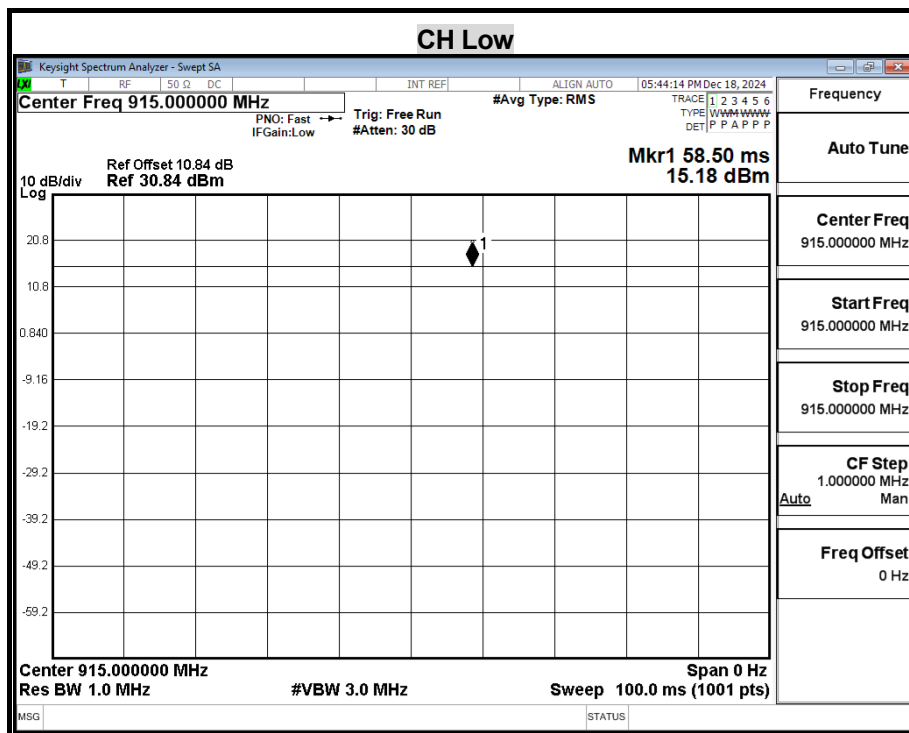 CH Low
Keysight Spectrum Analyzer - Swept SA
LXI T RF 50 Ω DC INT REF ALIGN AUTO 05:44:14 PM Dec 18, 2024
Center Freq 915.000000 MHz
#Avg Type: RMS
TRACE 1 2 3 4 5 6
TYPE WWMWWWW
DET P P A P P P
PNO: Fast
IFGain:Low
Trig: Free Run
#Atten: 30 dB
Mkr1 58.50 ms
15.18 dBm
Ref Offset 10.84 dB
10 dB/div Ref 30.84 dBm
Log
20.8
10.8
0.840
-9.16
-19.2
-29.2
-39.2
-49.2
-59.2
1
Center 915.000000 MHz Span 0 Hz
Res BW 1.0 MHz #VBW 3.0 MHz Sweep 100.0 ms (1001 pts)
MSG STATUS
Frequency
Auto Tune
Center Freq
915.000000 MHz
Start Freq
915.000000 MHz
Stop Freq
915.000000 MHz
CF Step
1.000000 MHz
Auto Man
Freq Offset
0 Hz